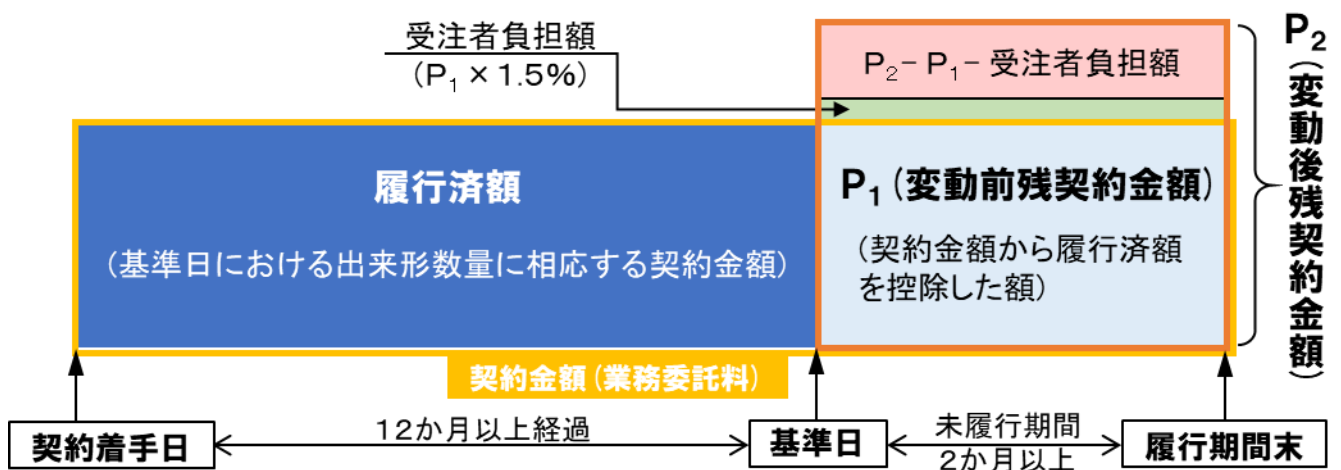 受注者負担額
(P₁ × 1.5%)
P₂− P₁− 受注者負担額
P₂(変動後残契約金額)
履行済額
(基準日における出来形数量に相応する契約金額)
P₁(変動前残契約金額)
(契約金額から履行済額
を控除した額)
契約金額(業務委託料)
契約着手日
12か月以上経過
基準日
未履行期間
2か月以上
履行期間末